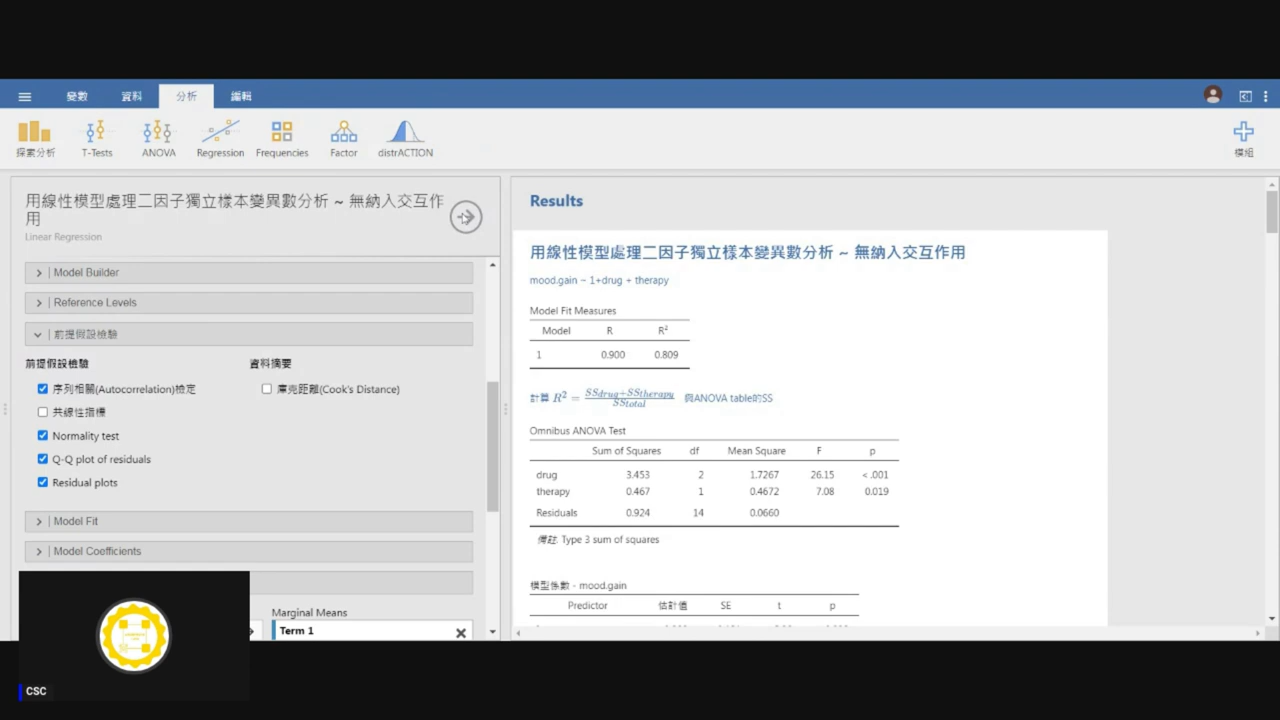 變數 資料 分析 編輯
探索分析 T-Tests ANOVA Regression Frequencies Factor distrACTION 模組
用線性模型處理二因子獨立樣本變異數分析 ~ 無納入交互作
用
Linear Regression
Model Builder
Reference Levels
前提假設檢驗
前提假設檢驗 資料摘要
序列相關(Autocorrelation)檢定 庫克距離(Cook's Distance)
共線性指標
Normality test
Q-Q plot of residuals
Residual plots
Model Fit
Model Coefficients
Marginal Means
Term 1
CSC
Results
用線性模型處理二因子獨立樣本變異數分析 ~ 無納入交互作用
mood.gain ~ 1+drug + therapy
Model Fit Measures
Model R R²
1 0.900 0.809
計算 R² = (SSdrug+SStherapy)/SStotal 與ANOVA table的SS
Omnibus ANOVA Test
Sum of Squares df Mean Square F p
drug 3.453 2 1.7267 26.15 < .001
therapy 0.467 1 0.4672 7.08 0.019
Residuals 0.924 14 0.0660
備註. Type 3 sum of squares
模型係數 - mood.gain
Predictor 估計值 SE t p